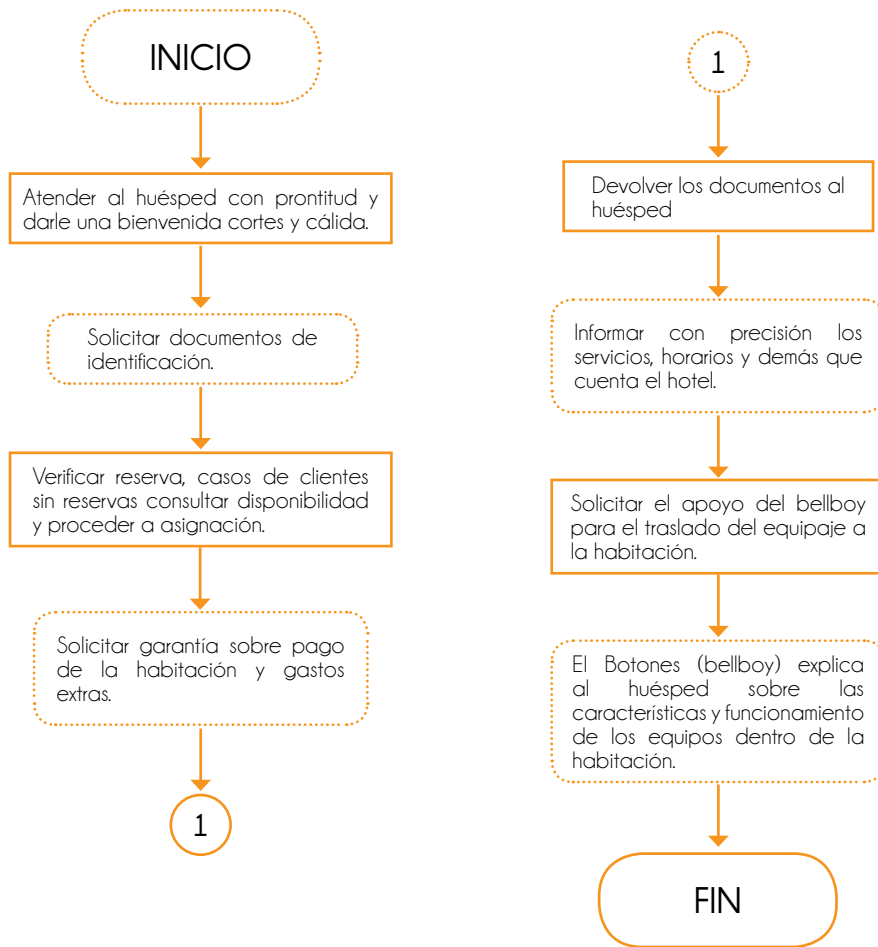 INICIO
Atender al huésped con prontitud y
darle una bienvenida cortes y cálida.
Solicitar documentos de
identificación.
Verificar reserva, casos de clientes
sin reservas consultar disponibilidad
y proceder a asignación.
Solicitar garantía sobre pago
de la habitación y gastos
extras.
1
1
Devolver los documentos al
huésped
Informar con precisión los
servicios, horarios y demás que
cuenta el hotel.
Solicitar el apoyo del bellboy
para el traslado del equipaje a
la habitación.
El Botones (bellboy) explica
al huésped sobre las
características y funcionamiento
de los equipos dentro de la
habitación.
FIN